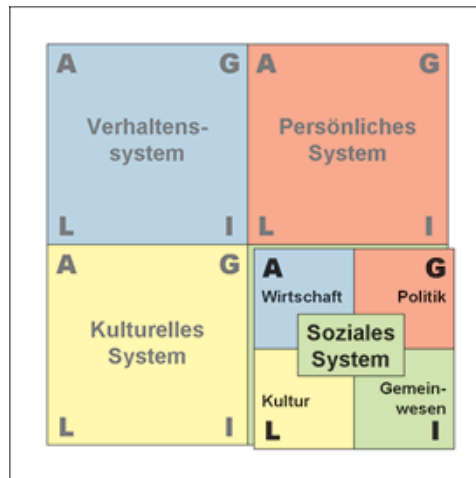 A G
Verhaltens-
system
L I
A G
Persönliches
System
L I
A G
Kulturelles
System
L I
A G
Wirtschaft Politik
Soziales
System
Kultur Gemein-
wesen
L I